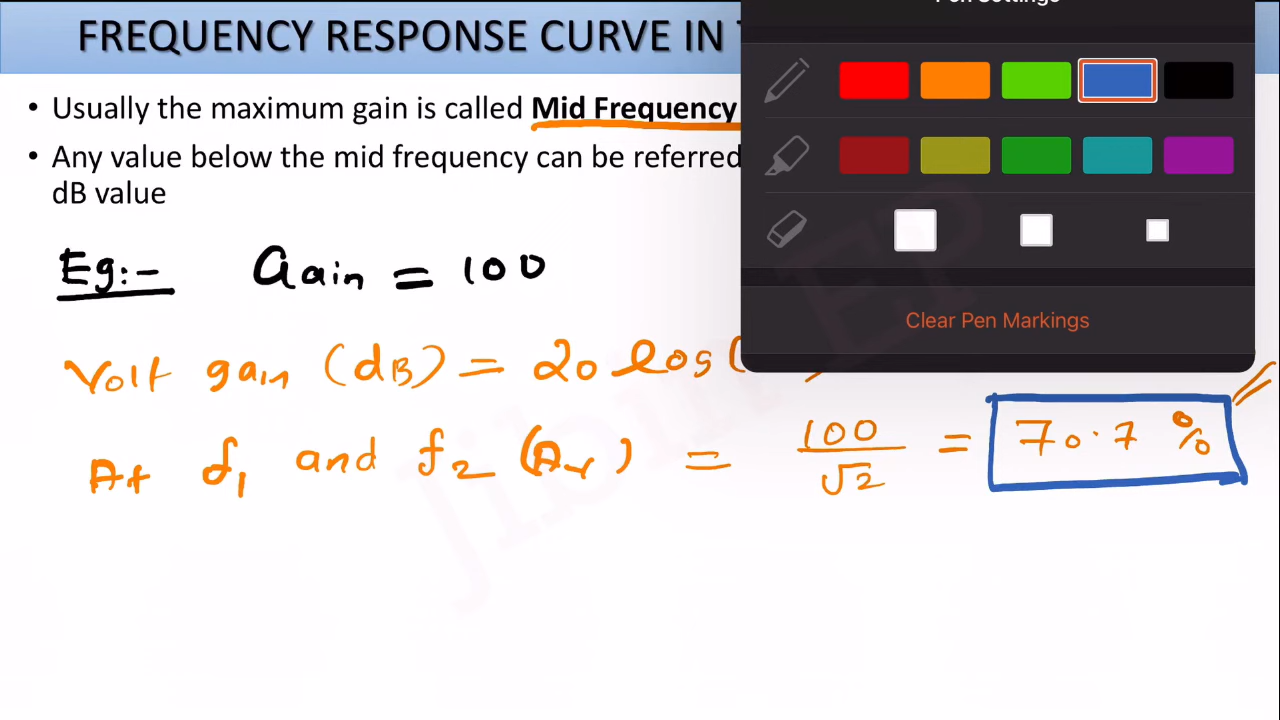 FREQUENCY RESPONSE CURVE IN
Pen Settings
• Usually the maximum gain is called Mid Frequency
• Any value below the mid frequency can be referred
dB value
Eg:- Gain = 100
Clear Pen Markings
Volt gain (dB) = 20 log(
At f1 and f2 (Av) = 100/√2 = 70.7 %